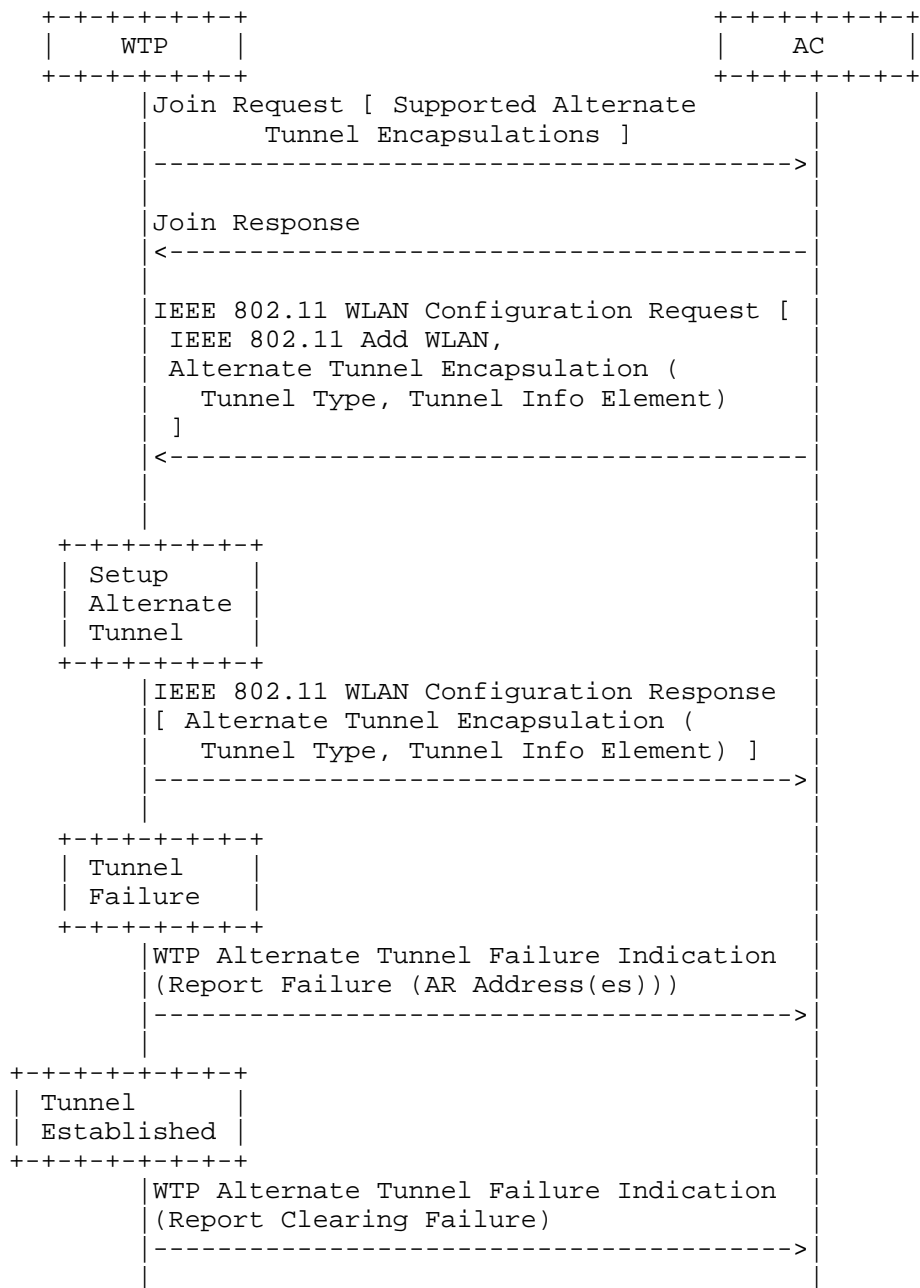 WTP AC
Join Request [ Supported Alternate
Tunnel Encapsulations ]
Join Response
IEEE 802.11 WLAN Configuration Request [
IEEE 802.11 Add WLAN,
Alternate Tunnel Encapsulation (
Tunnel Type, Tunnel Info Element)
]
Setup
Alternate
Tunnel
IEEE 802.11 WLAN Configuration Response
[ Alternate Tunnel Encapsulation (
Tunnel Type, Tunnel Info Element) ]
Tunnel
Failure
WTP Alternate Tunnel Failure Indication
(Report Failure (AR Address(es)))
Tunnel
Established
WTP Alternate Tunnel Failure Indication
(Report Clearing Failure)